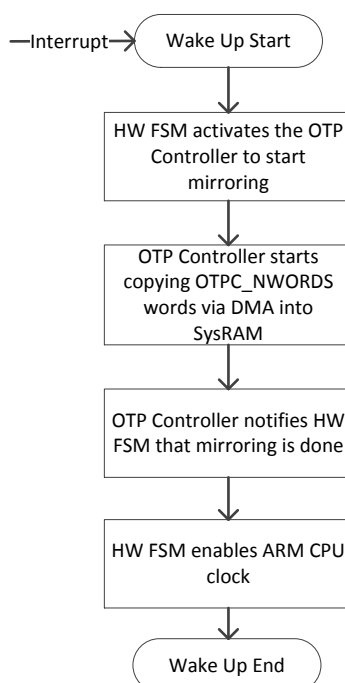 Interrupt
Wake Up Start
HW FSM activates the OTP
Controller to start
mirroring
OTP Controller starts
copying OTPC_NWORDS
words via DMA into
SysRAM
OTP Controller notifies HW
FSM that mirroring is done
HW FSM enables ARM CPU
clock
Wake Up End